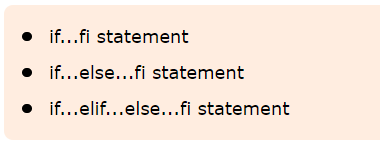 if...fi statement
if...else...fi statement
if...elif...else...fi statement